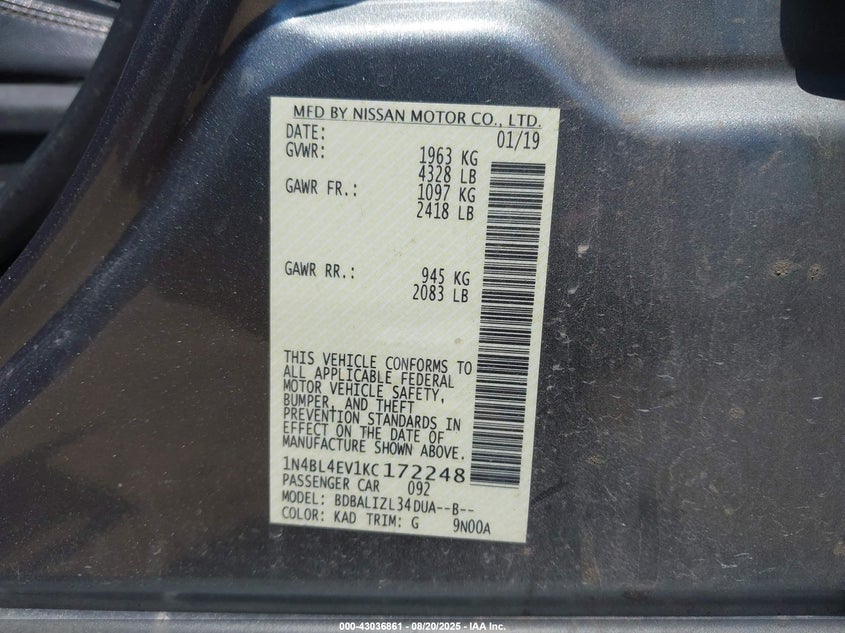 MFD BY NISSAN MOTOR CO., LTD.
DATE: 01/19
GVWR: 1963 KG
4328 LB
GAWR FR.: 1097 KG
2418 LB
GAWR RR.: 945 KG
2083 LB
THIS VEHICLE CONFORMS TO
ALL APPLICABLE FEDERAL
MOTOR VEHICLE SAFETY,
BUMPER, AND THEFT
PREVENTION STANDARDS IN
EFFECT ON THE DATE OF
MANUFACTURE SHOWN ABOVE.
1N4BL4EV1KC172248
PASSENGER CAR 092
MODEL: BDBALIZL34DUA--B--
COLOR: KAD TRIM: G 9N00A
000-43036861 - 08/20/2025 - IAA Inc.